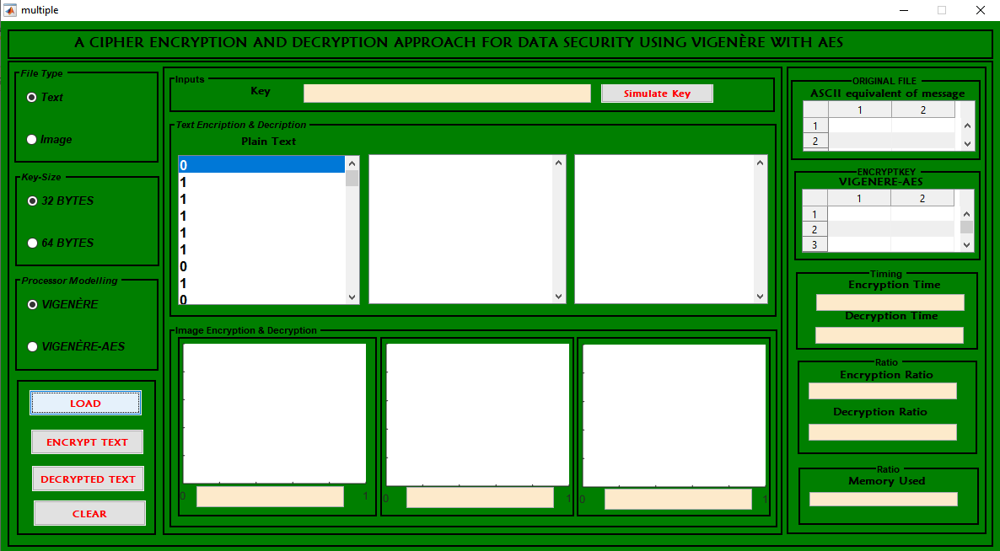 multiple
A CIPHER ENCRYPTION AND DECRYPTION APPROACH FOR DATA SECURITY USING VIGENÈRE WITH AES
File Type
Text
Image
Key-Size
32 BYTES
64 BYTES
Processor Modelling
VIGENÈRE
VIGENÈRE-AES
LOAD
ENCRYPT TEXT
DECRYPTED TEXT
CLEAR
Inputs
Key
Simulate Key
Text Encription & Decription
Plain Text
0
1
1
1
1
1
0
1
0
Image Encryption & Decryption
0 1
0 1
0 1
ORIGINAL FILE
ASCII equivalent of message
1 2
1
2
ENCRYPTKEY
VIGENERE-AES
1 2
1
2
3
Timing
Encryption Time
Decryption Time
Ratio
Encryption Ratio
Decryption Ratio
Ratio
Memory Used